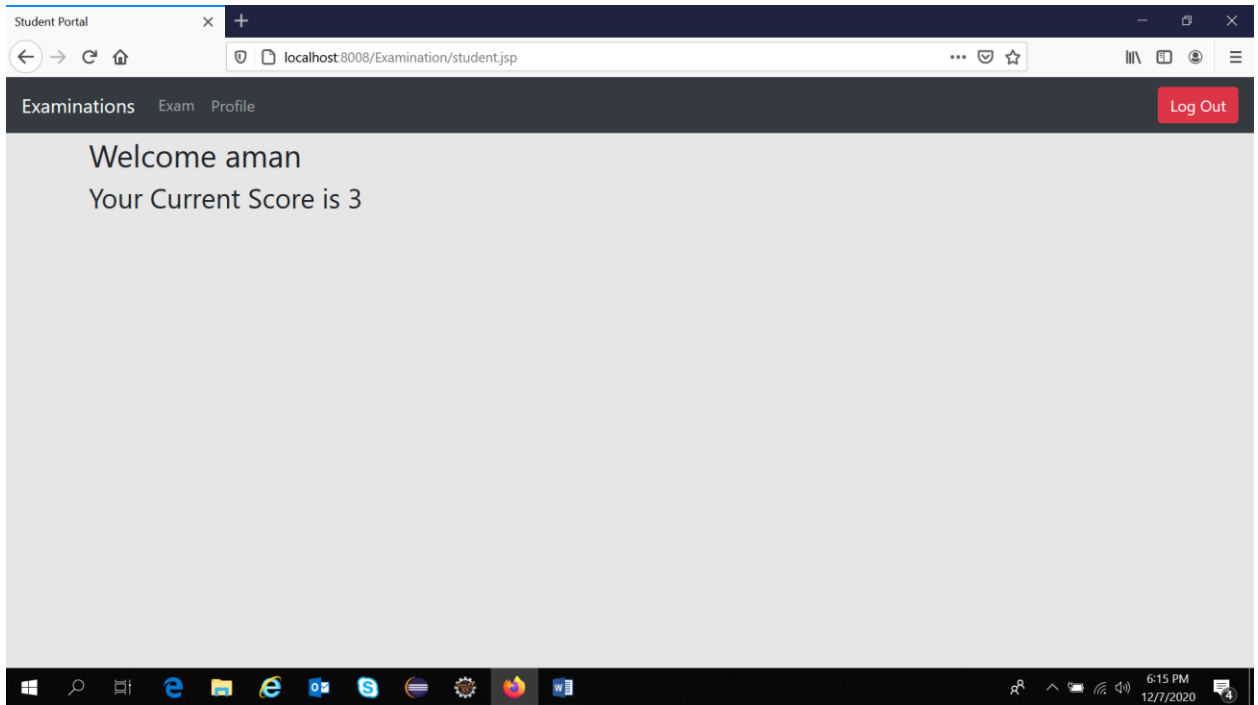 Student Portal
localhost:8008/Examination/student.jsp
Examinations Exam Profile Log Out
Welcome aman
Your Current Score is 3
6:15 PM
12/7/2020
4